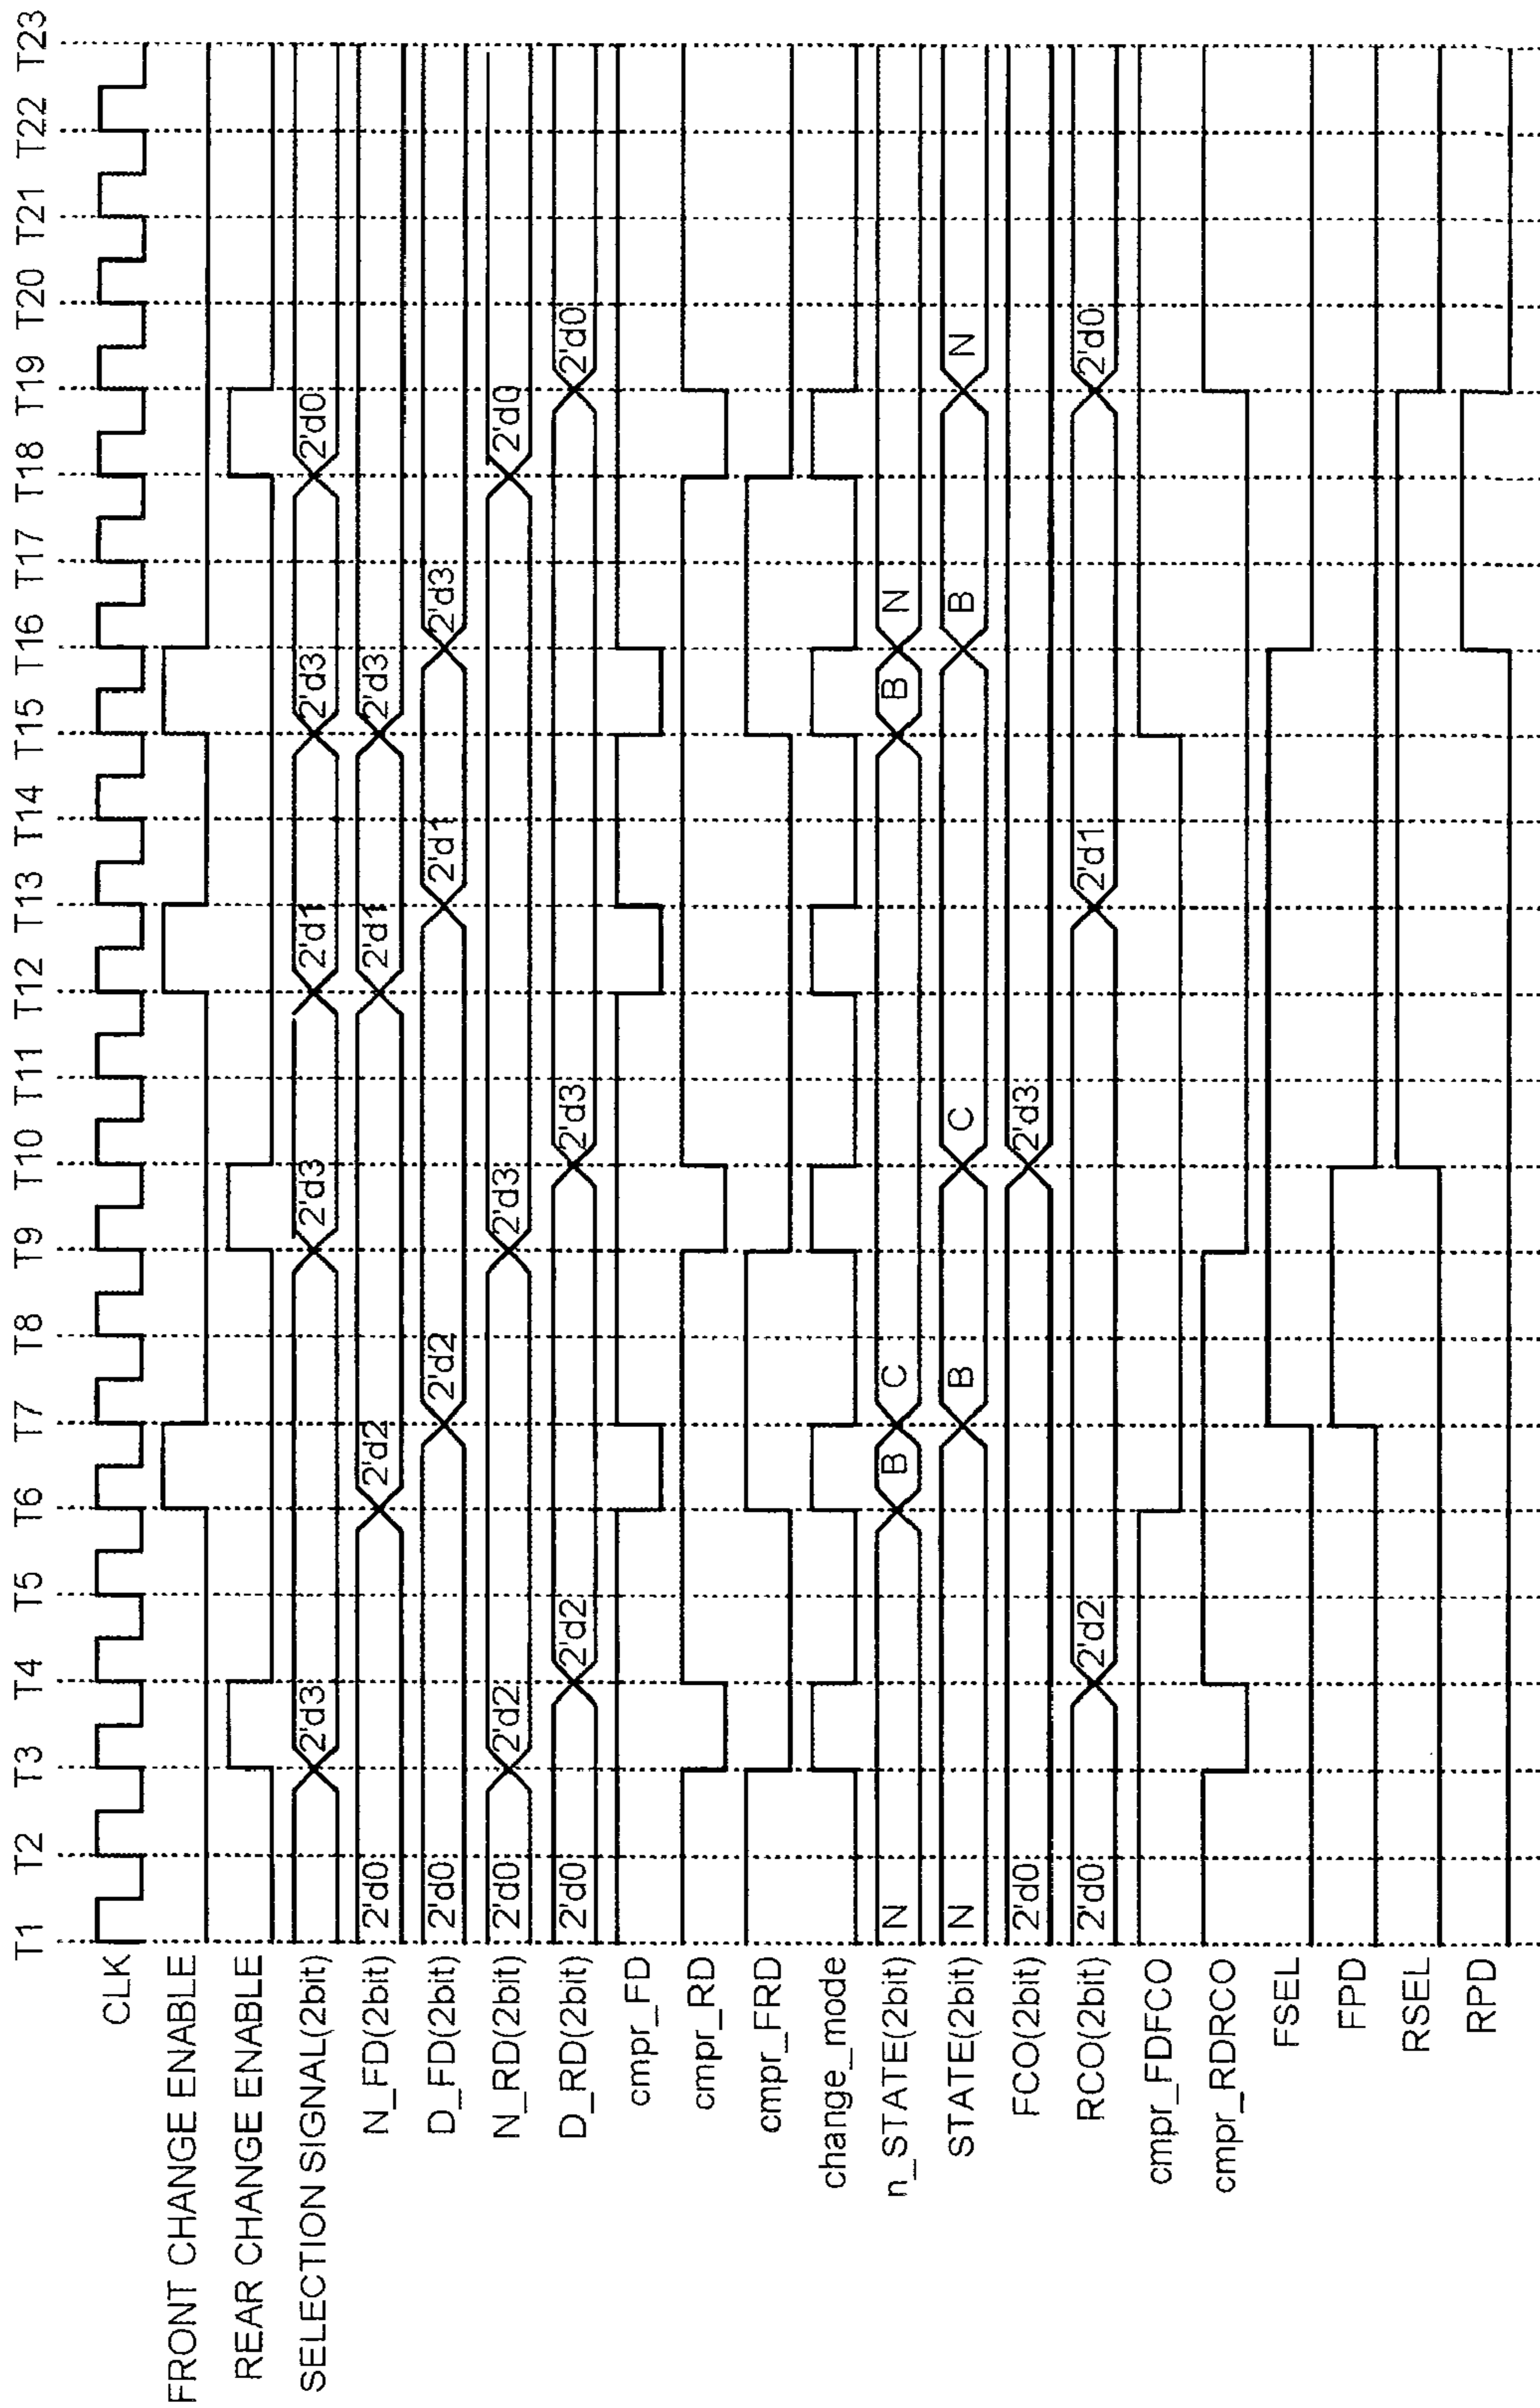 T1 T2 T3 T4 T5 T6 T7 T8 T9 T10 T11 T12 T13 T14 T15 T16 T17 T18 T19 T20 T21 T22 T23
CLK
FRONT CHANGE ENABLE
REAR CHANGE ENABLE
SELECTION SIGNAL(2bit) 2'd3 2'd3 2'd1 2'd3 2'd0
N_FD(2bit) 2'd0 2'd2 2'd1 2'd3
D_FD(2bit) 2'd0 2'd2 2'd1 2'd3
N_RD(2bit) 2'd0 2'd2 2'd3 2'd0
D_RD(2bit) 2'd0 2'd2 2'd3 2'd0
cmpr_FD
cmpr_RD
cmpr_FRD
change_mode
n_STATE(2bit) N B C B N
STATE(2bit) N B C B N
FCO(2bit) 2'd0 2'd3
RCO(2bit) 2'd0 2'd2 2'd1 2'd0
cmpr_FDFCO
cmpr_RDRCO
FSEL
FPD
RSEL
RPD